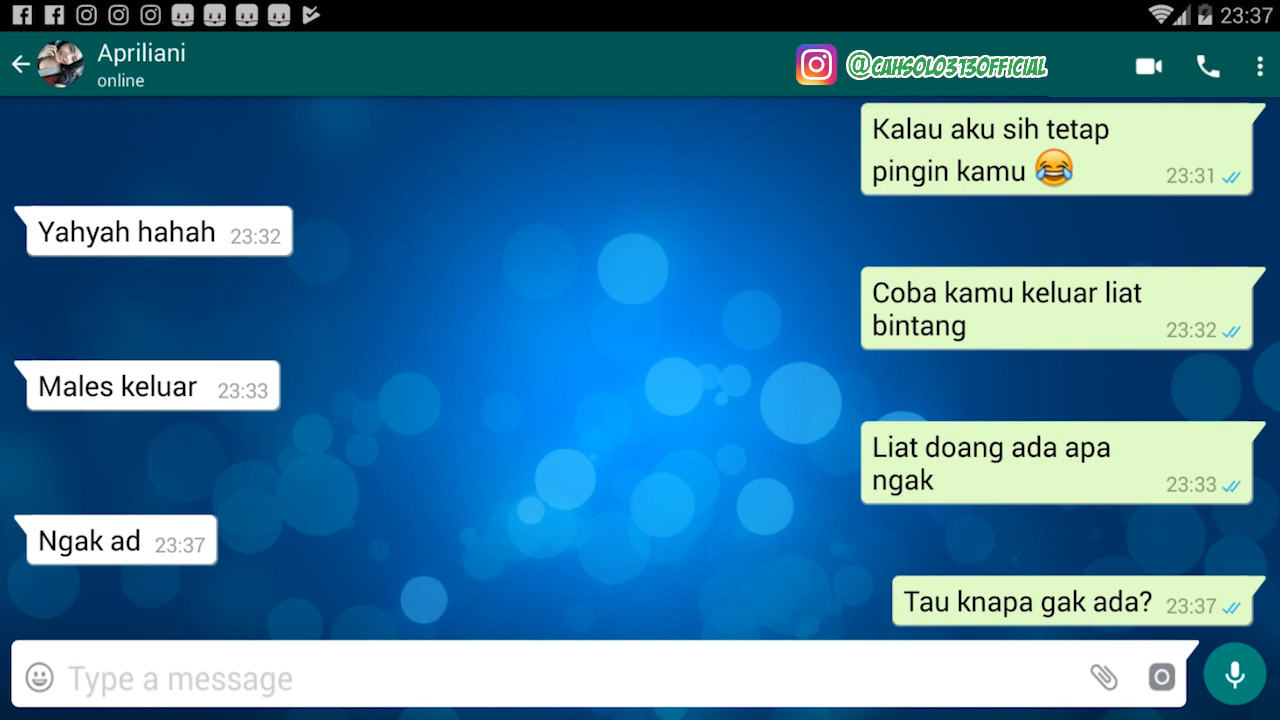 23:37
Apriliani
online
@CAHSOLO313OFFICIAL
Kalau aku sih tetap
pingin kamu 😂 23:31
Yahyah hahah 23:32
Coba kamu keluar liat
bintang 23:32
Males keluar 23:33
Liat doang ada apa
ngak 23:33
Ngak ad 23:37
Tau knapa gak ada? 23:37
Type a message